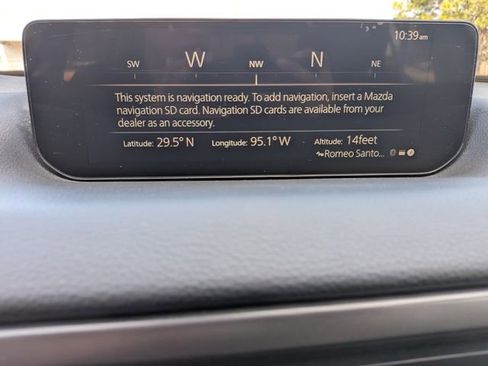 10:39am
SW W NW N NE
This system is navigation ready. To add navigation, insert a Mazda
navigation SD card. Navigation SD cards are available from your
dealer as an accessory.
Latitude: 29.5° N Longitude: 95.1° W Altitude: 14feet
Romeo Santo...